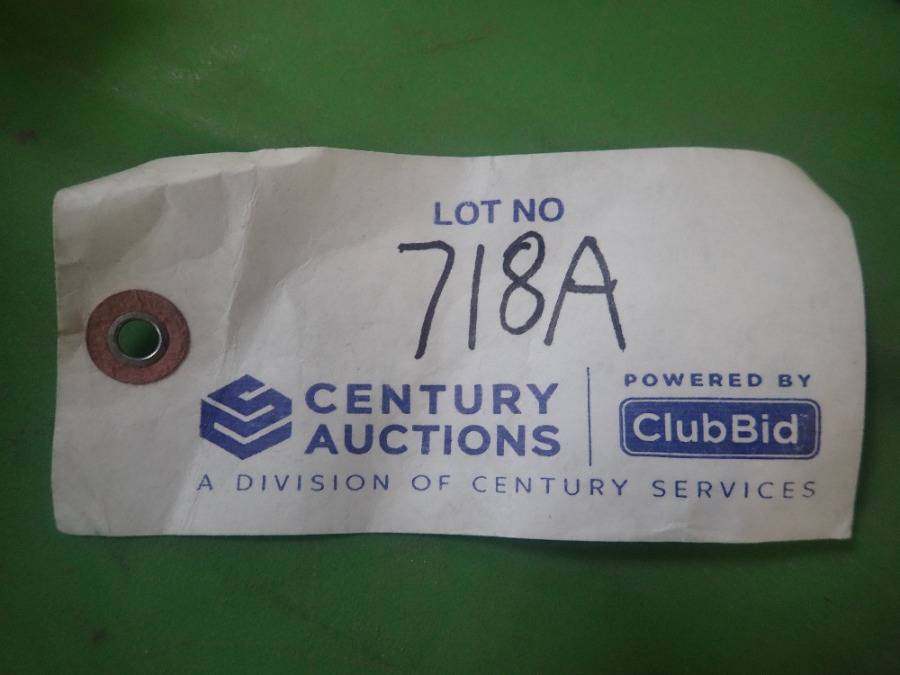 LOT NO
718A
CENTURY AUCTIONS
POWERED BY
ClubBid
A DIVISION OF CENTURY SERVICES